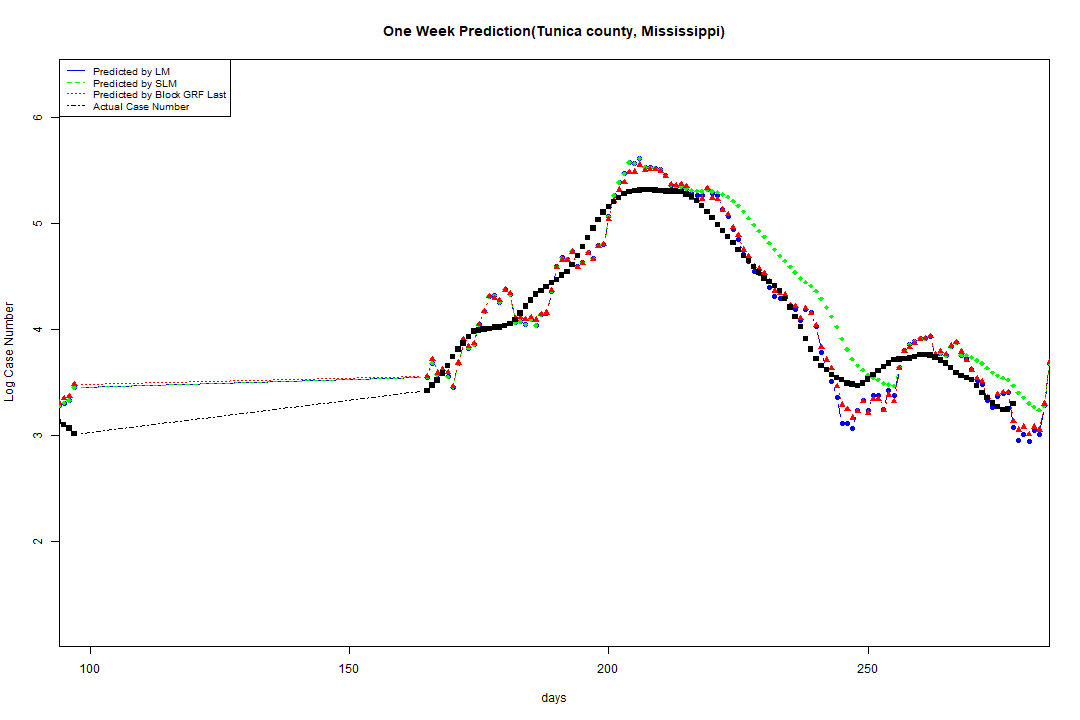 One Week Prediction(Tunica county, Mississippi)
Predicted by LM
Predicted by SLM
Predicted by Block GRF Last
Actual Case Number
6
5
4
3
2
Log Case Number
100 150 200 250
days